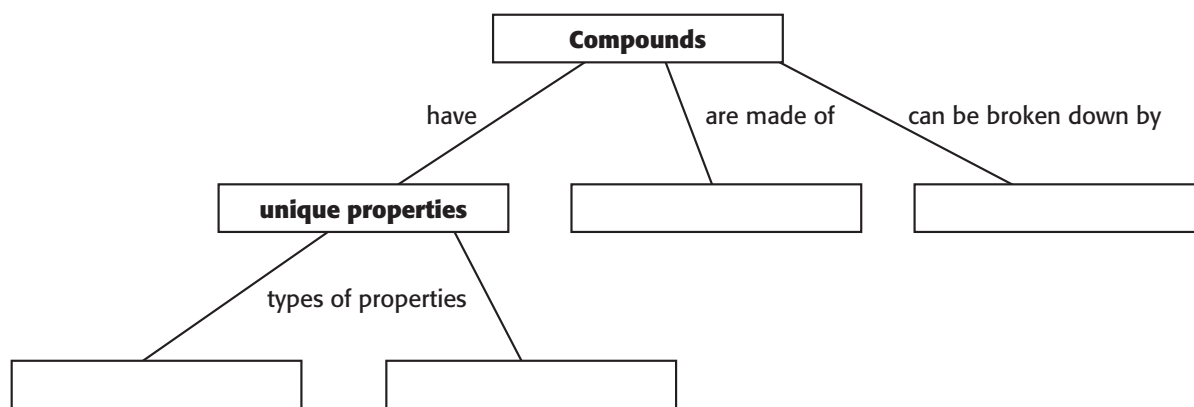 Compounds
have
are made of
can be broken down by
unique properties
types of properties